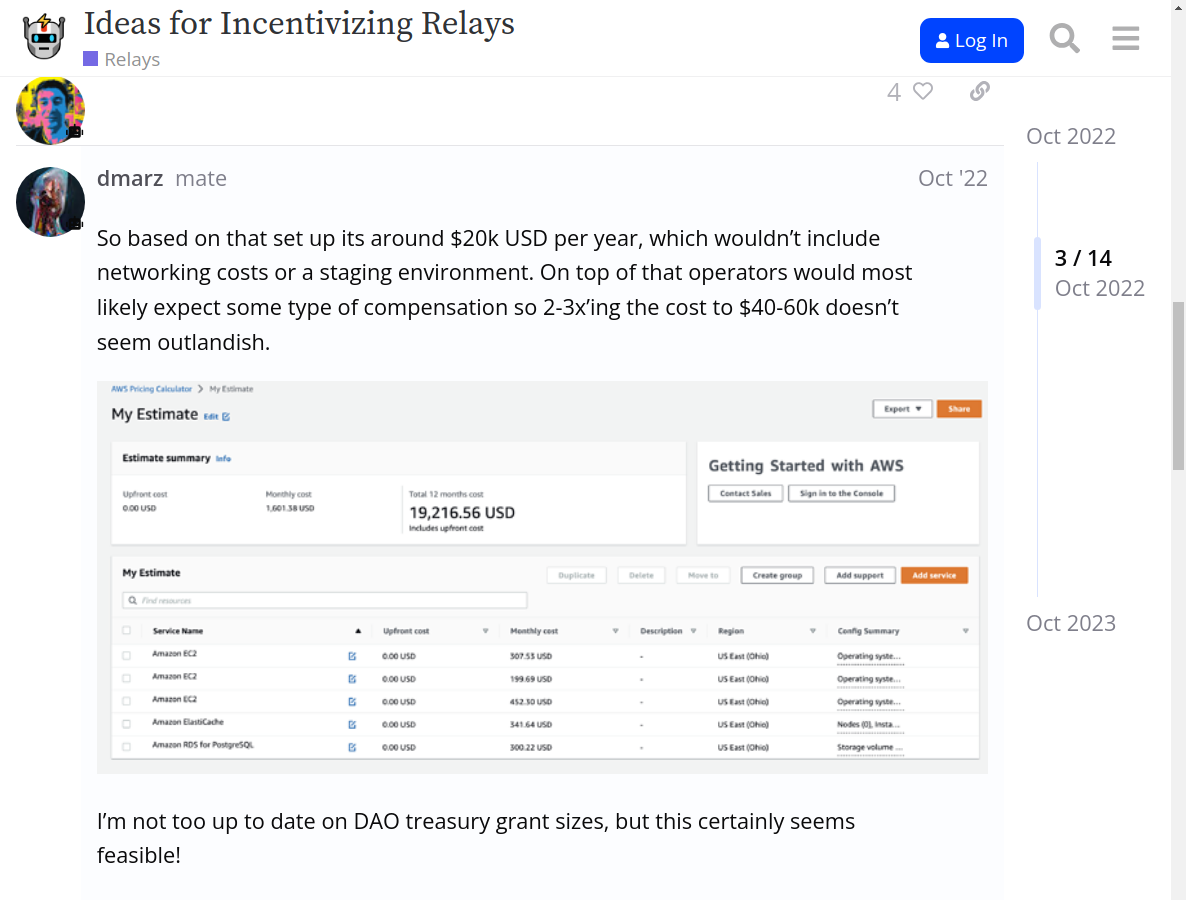 Ideas for Incentivizing Relays
Relays
Log In
4
Oct 2022
dmarz mate
Oct '22
3 / 14
Oct 2022
Oct 2023
So based on that set up its around $20k USD per year, which wouldn’t include
networking costs or a staging environment. On top of that operators would most
likely expect some type of compensation so 2-3x’ing the cost to $40-60k doesn’t
seem outlandish.
AWS Pricing Calculator > My Estimate
My Estimate Edit
Export Share
Estimate summary Info
Upfront cost Monthly cost Total 12 months cost
0.00 USD 1,601.38 USD 19,216.56 USD
Includes upfront cost
Getting Started with AWS
Contact Sales Sign in to the Console
My Estimate
Duplicate Delete Move to Create group Add support Add service
Find resources
Service Name Upfront cost Monthly cost Description Region Config Summary
Amazon EC2 0.00 USD 307.53 USD - US East (Ohio) Operating syste...
Amazon EC2 0.00 USD 199.69 USD - US East (Ohio) Operating syste...
Amazon EC2 0.00 USD 452.30 USD - US East (Ohio) Operating syste...
Amazon ElastiCache 0.00 USD 341.64 USD - US East (Ohio) Nodes (0), Insta...
Amazon RDS for PostgreSQL 0.00 USD 300.22 USD - US East (Ohio) Storage volume ...
I’m not too up to date on DAO treasury grant sizes, but this certainly seems
feasible!